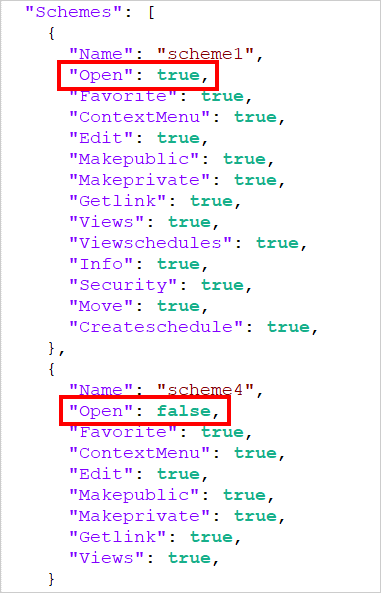 "Schemes": [
{
"Name": "scheme1",
"Open": true,
"Favorite": true,
"ContextMenu": true,
"Edit": true,
"Makepublic": true,
"Makeprivate": true,
"Getlink": true,
"Views": true,
"Viewschedules": true,
"Info": true,
"Security": true,
"Move": true,
"Createschedule": true,
},
{
"Name": "scheme4",
"Open": false,
"Favorite": true,
"ContextMenu": true,
"Edit": true,
"Makepublic": true,
"Makeprivate": true,
"Getlink": true,
"Views": true,
}